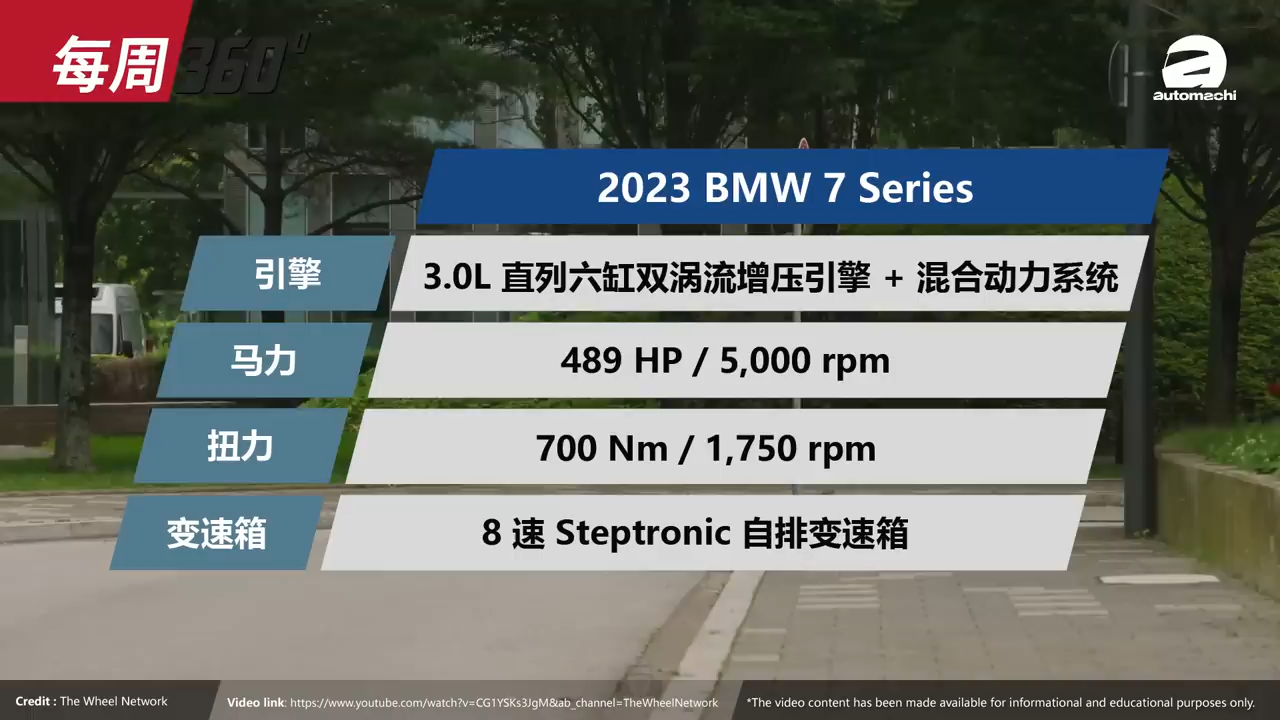 每周360°
automachi
2023 BMW 7 Series
引擎 3.0L 直列六缸双涡流增压引擎 + 混合动力系统
马力 489 HP / 5,000 rpm
扭力 700 Nm / 1,750 rpm
变速箱 8 速 Steptronic 自排变速箱
Credit : The Wheel Network
Video link: https://www.youtube.com/watch?v=CG1YSKs3JgM&ab_channel=TheWheelNetwork
*The video content has been made available for informational and educational purposes only.